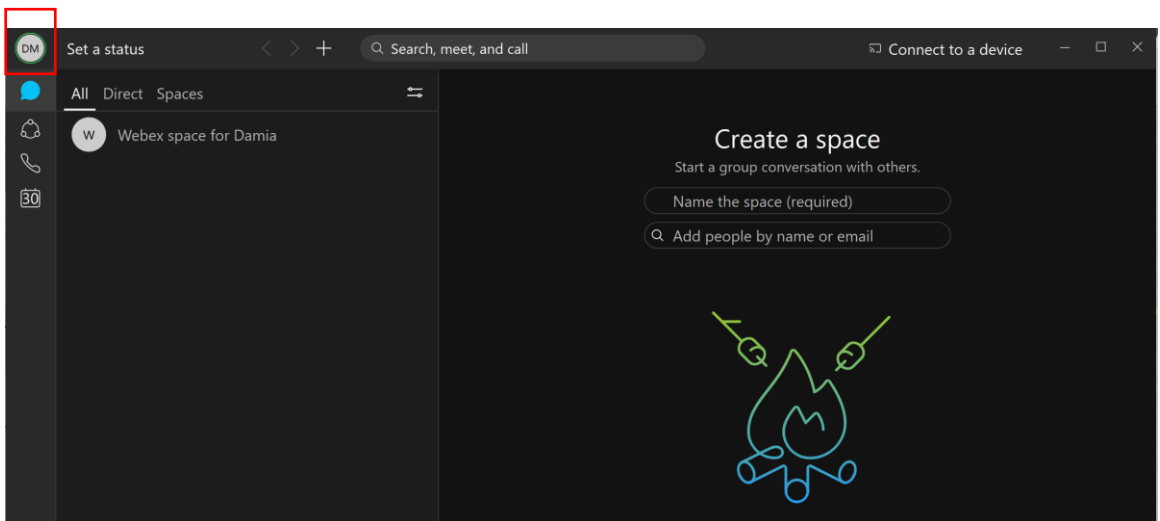 DM
Set a status
Search, meet, and call
Connect to a device
All Direct Spaces
W
Webex space for Damia
30
Create a space
Start a group conversation with others.
Name the space (required)
Add people by name or email